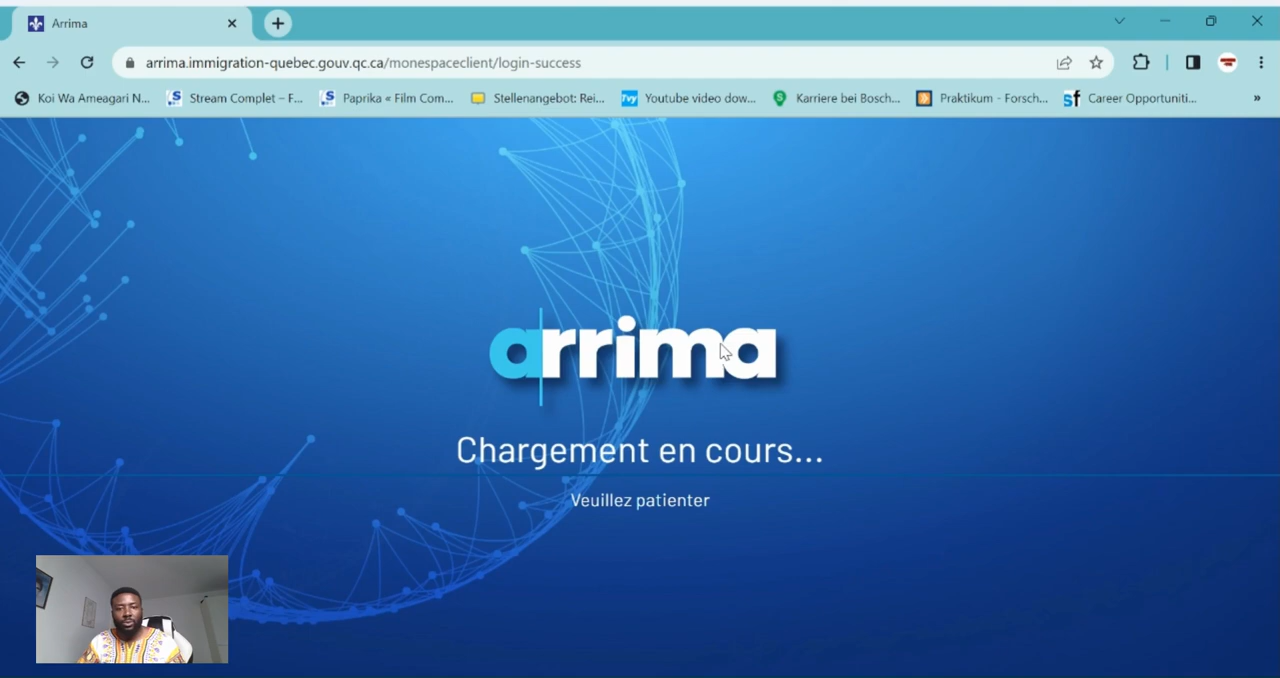 Arrima
arrima.immigration-quebec.gouv.qc.ca/monespaceclient/login-success
Koi Wa Ameagari N... Stream Complet – F... Paprika « Film Com... Stellenangebot: Rei... Youtube video dow... Karriere bei Bosch... Praktikum - Forsch... Career Opportuniti... »
arrima
Chargement en cours...
Veuillez patienter